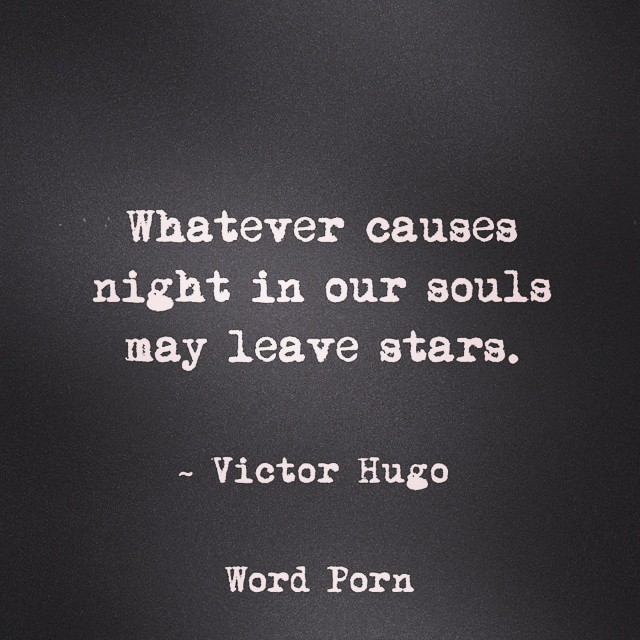 Whatever causes
night in our souls
may leave stars.
~ Victor Hugo
Word Porn